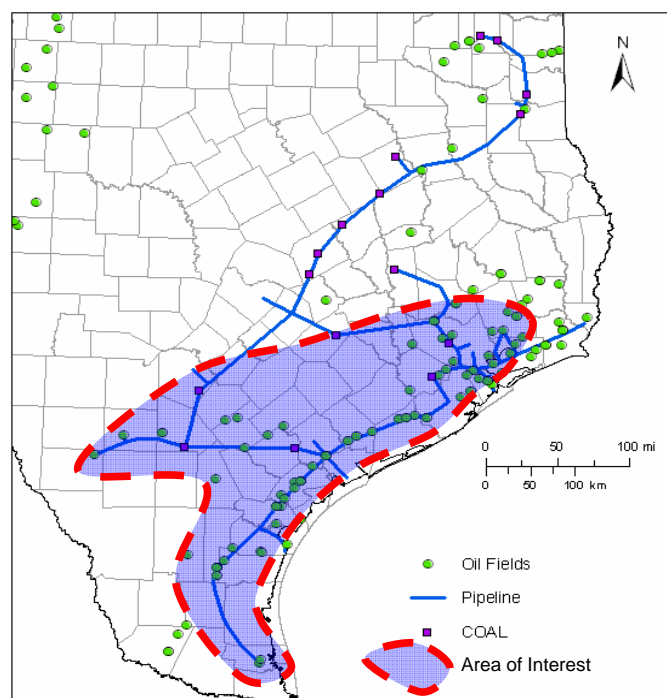 N
0 50 100 mi
0 50 100 km
Oil Fields
Pipeline
COAL
Area of Interest